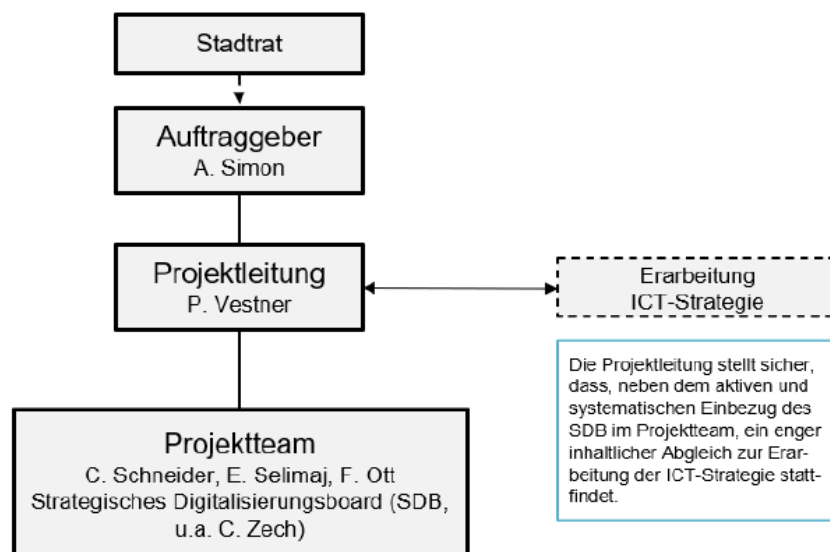 Stadtrat
Auftraggeber
A. Simon
Projektleitung
P. Vestner
Erarbeitung
ICT-Strategie
Die Projektleitung stellt sicher,
dass, neben dem aktiven und
systematischen Einbezug des
SDB im Projektteam, ein enger
inhaltlicher Abgleich zur Erar-
beitung der ICT-Strategie statt-
findet.
Projektteam
C. Schneider, E. Selimaj, F. Ott
Strategisches Digitalisierungsboard (SDB,
u.a. C. Zech)